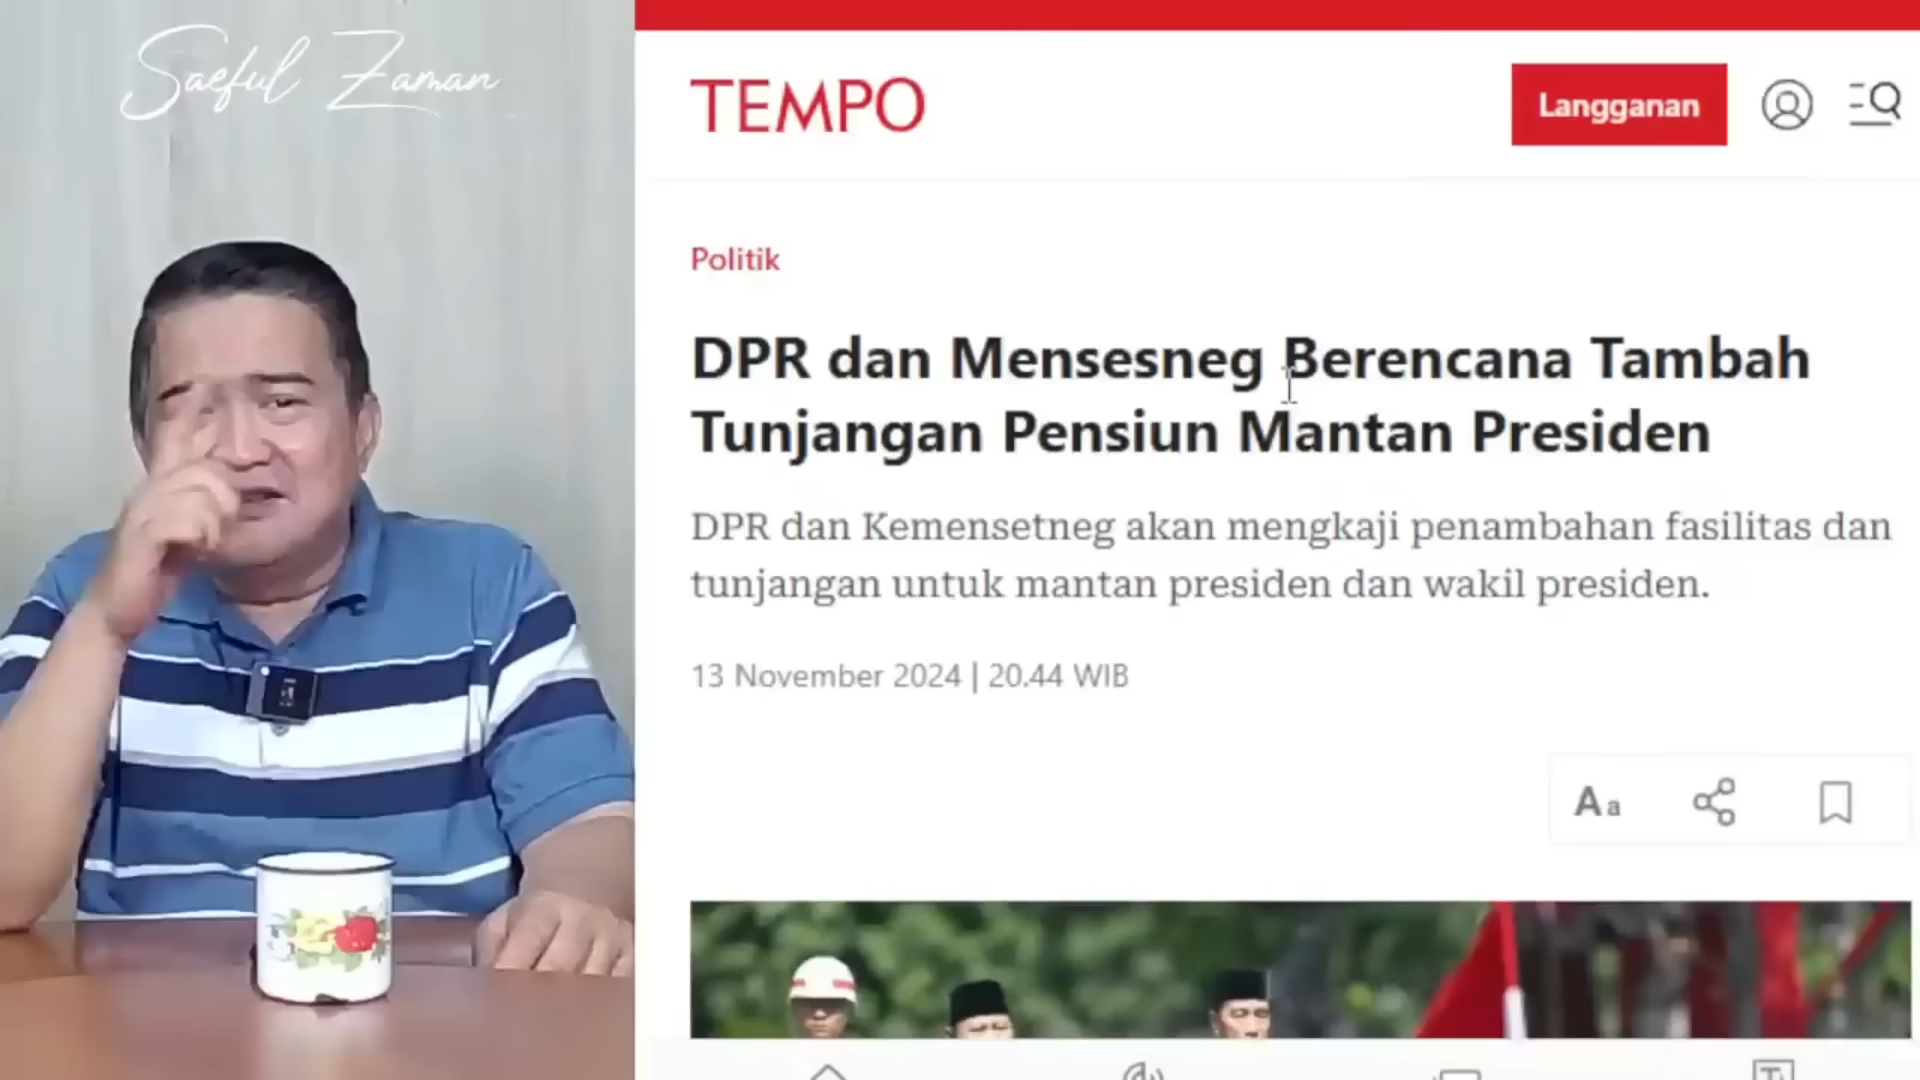 Saeful Zaman
TEMPO
Langganan
Politik
DPR dan Mensesneg Berencana Tambah
Tunjangan Pensiun Mantan Presiden
DPR dan Kemensetneg akan mengkaji penambahan fasilitas dan
tunjangan untuk mantan presiden dan wakil presiden.
13 November 2024 | 20.44 WIB
Aa